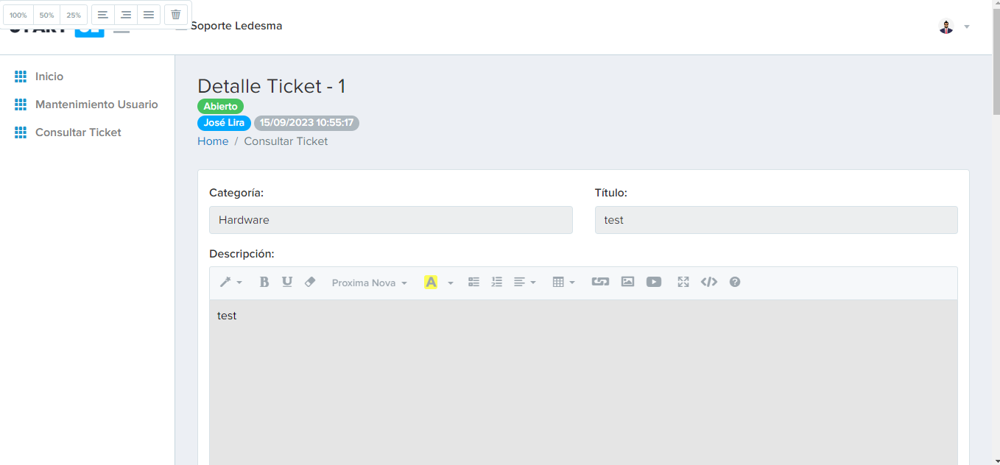 100% 50% 25%
Soporte Ledesma
Inicio
Mantenimiento Usuario
Consultar Ticket
Detalle Ticket - 1
Abierto
José Lira 15/09/2023 10:55:17
Home / Consultar Ticket
Categoría:
Hardware
Título:
test
Descripción:
B U Proxima Nova A
test